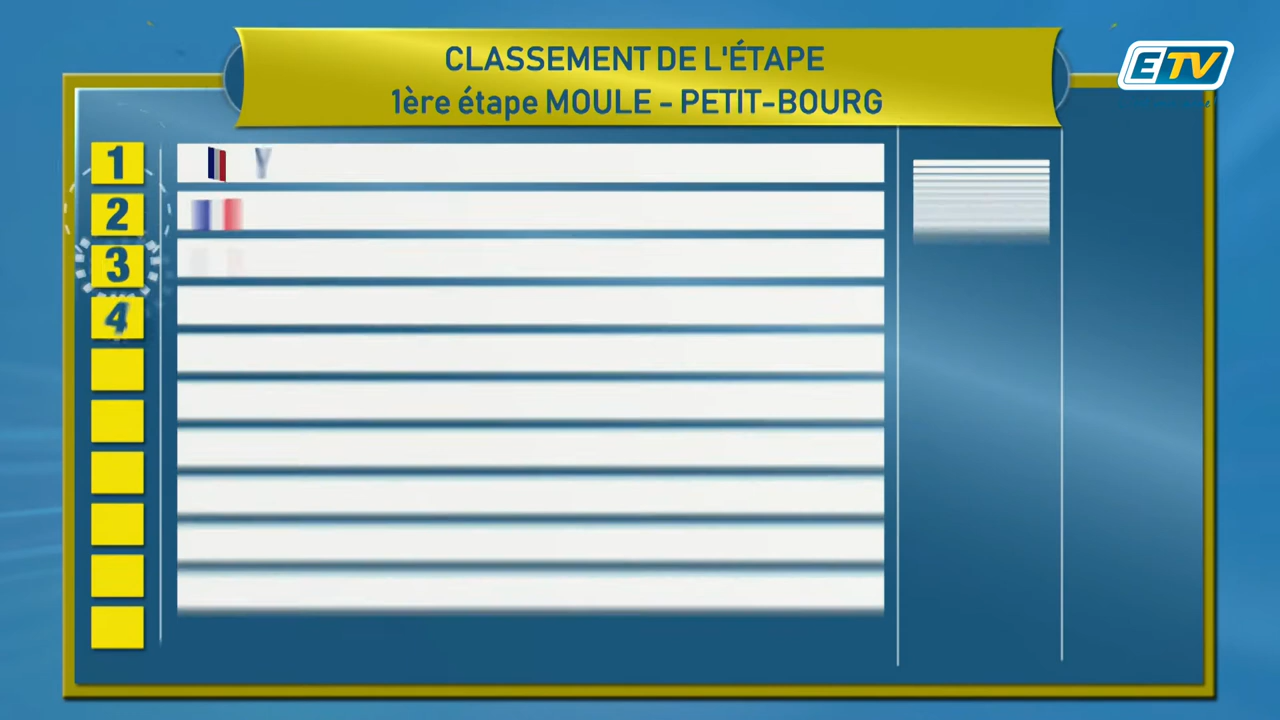 CLASSEMENT DE L'ÉTAPE
1ère étape MOULE - PETIT-BOURG
ETV
1
Y
2
3
4